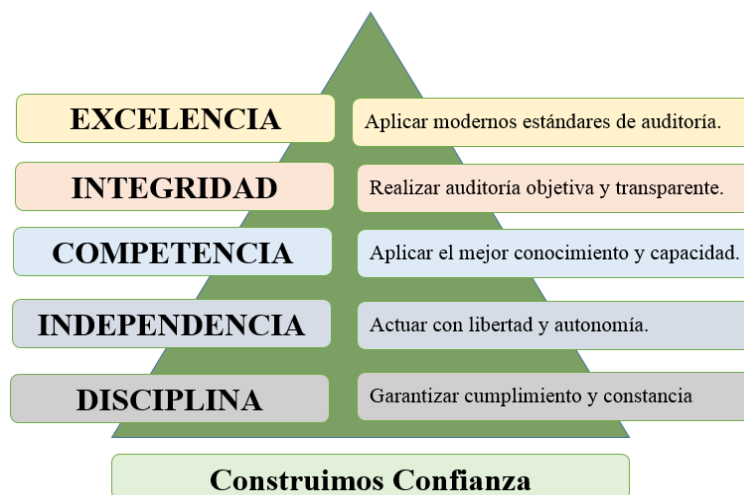 EXCELENCIA
Aplicar modernos estándares de auditoría.
INTEGRIDAD
Realizar auditoría objetiva y transparente.
COMPETENCIA
Aplicar el mejor conocimiento y capacidad.
INDEPENDENCIA
Actuar con libertad y autonomía.
DISCIPLINA
Garantizar cumplimiento y constancia
Construimos Confianza